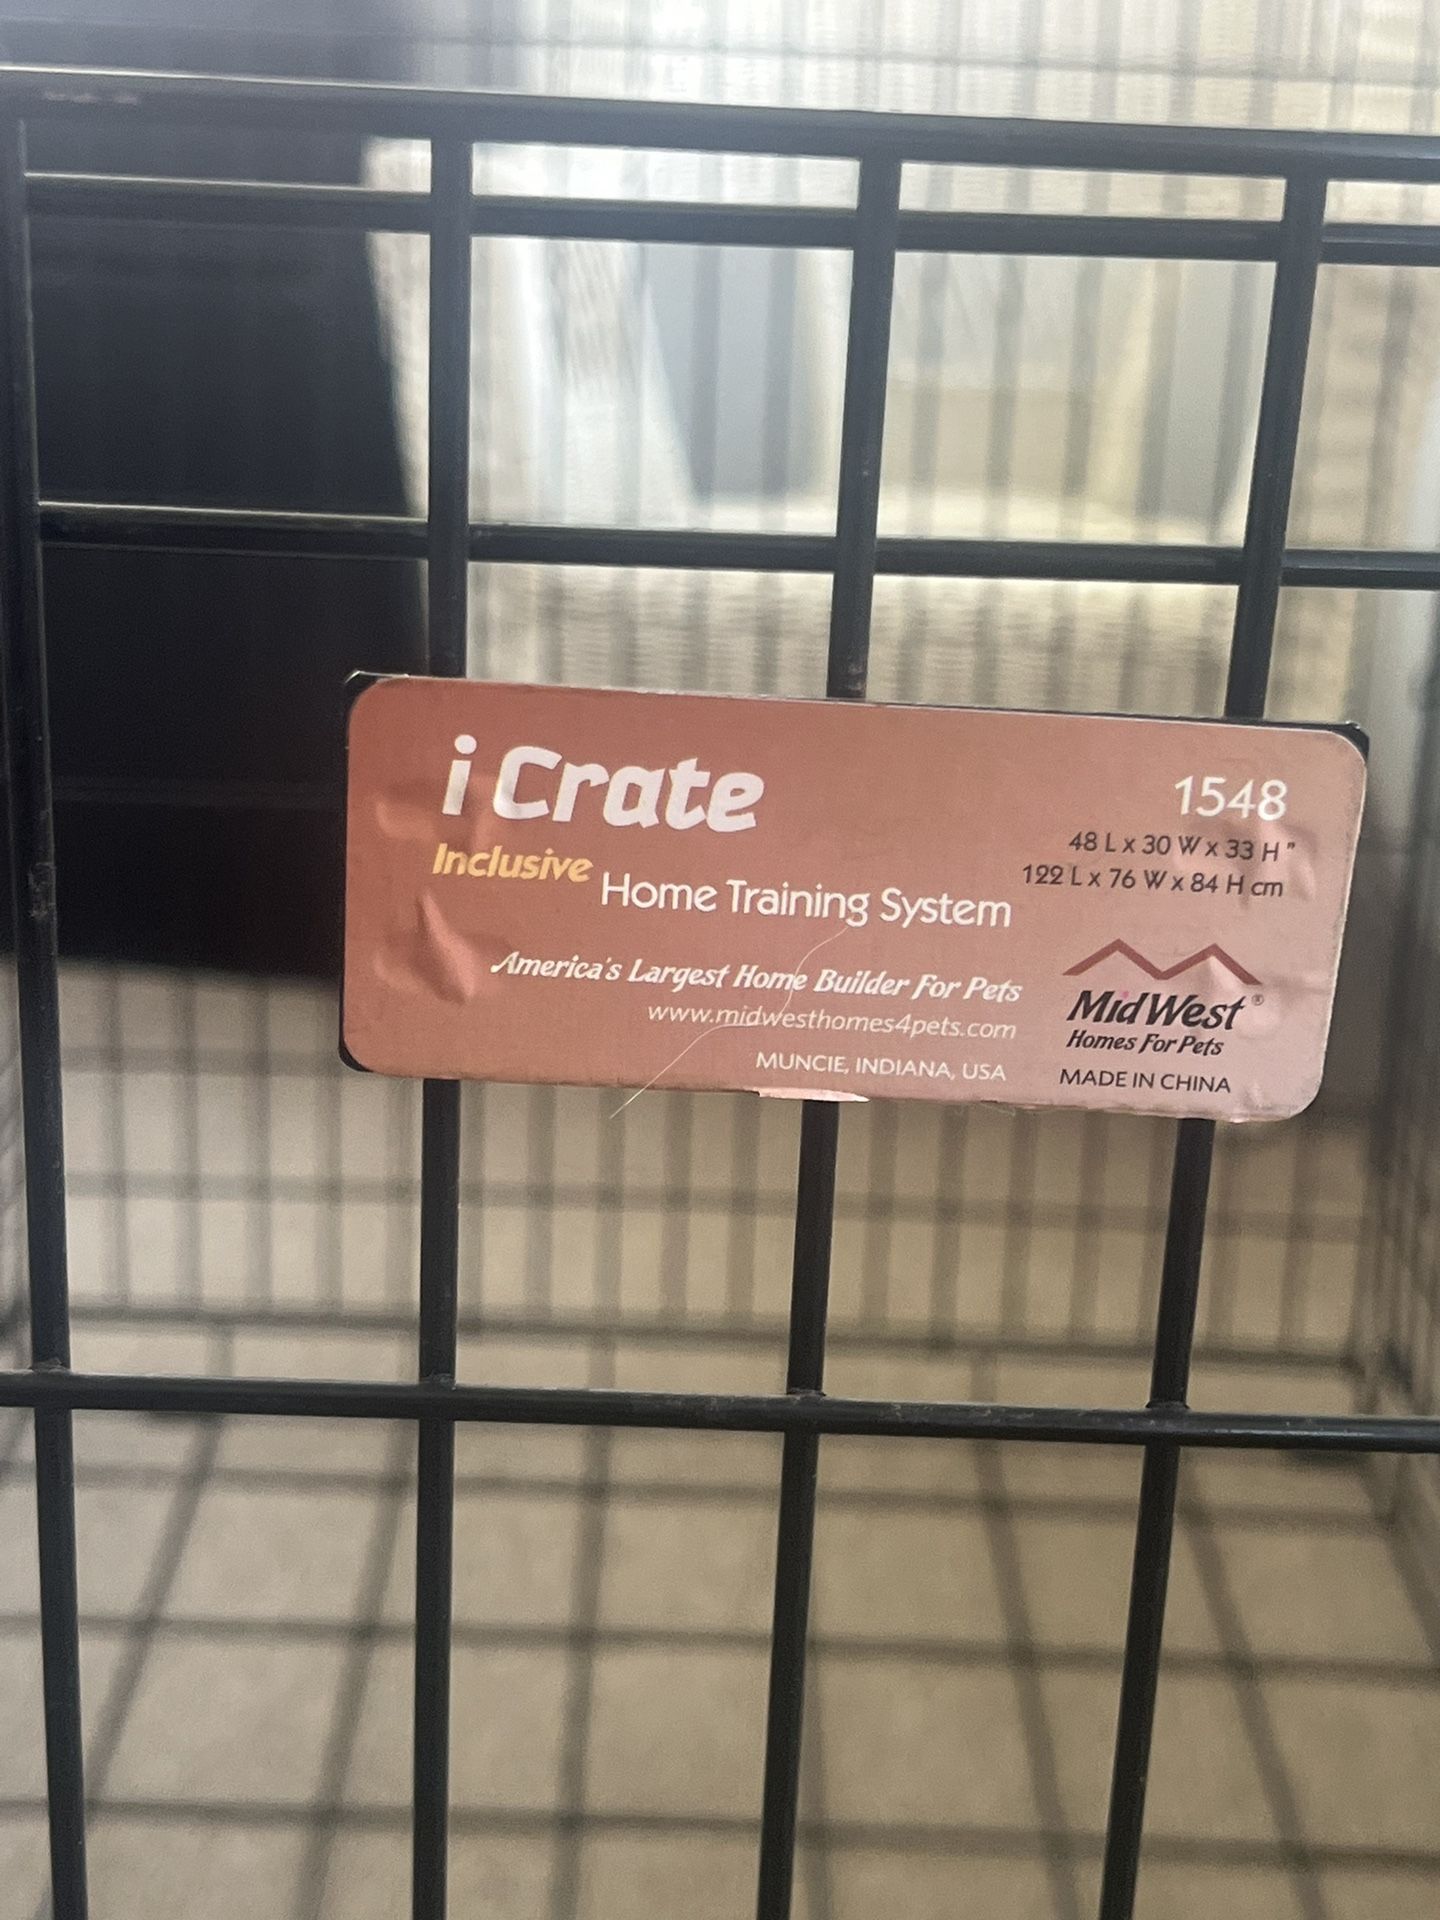 i Crate
Inclusive Home Training System
1548
48 L x 30 W x 33 H "
122 L x 76 W x 84 H cm
America's Largest Home Builder For Pets
www.midwesthomes4pets.com
MUNCIE, INDIANA, USA
MidWest®
Homes For Pets
MADE IN CHINA